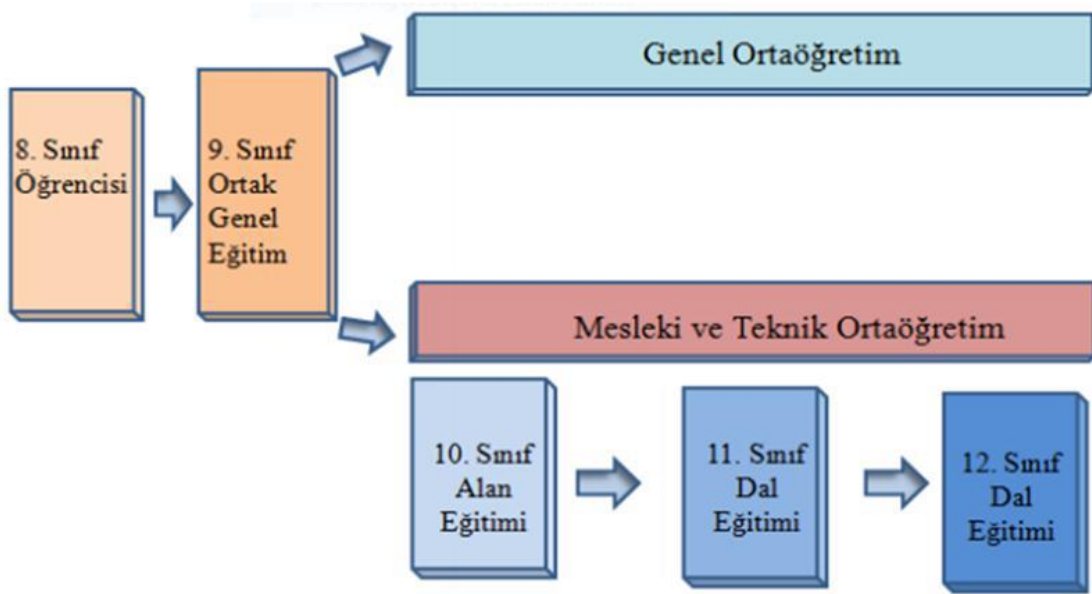 8. Sınıf
Öğrencisi
9. Sınıf
Ortak
Genel
Eğitim
Genel Ortaöğretim
Mesleki ve Teknik Ortaöğretim
10. Sınıf
Alan
Eğitimi
11. Sınıf
Dal
Eğitimi
12. Sınıf
Dal
Eğitimi